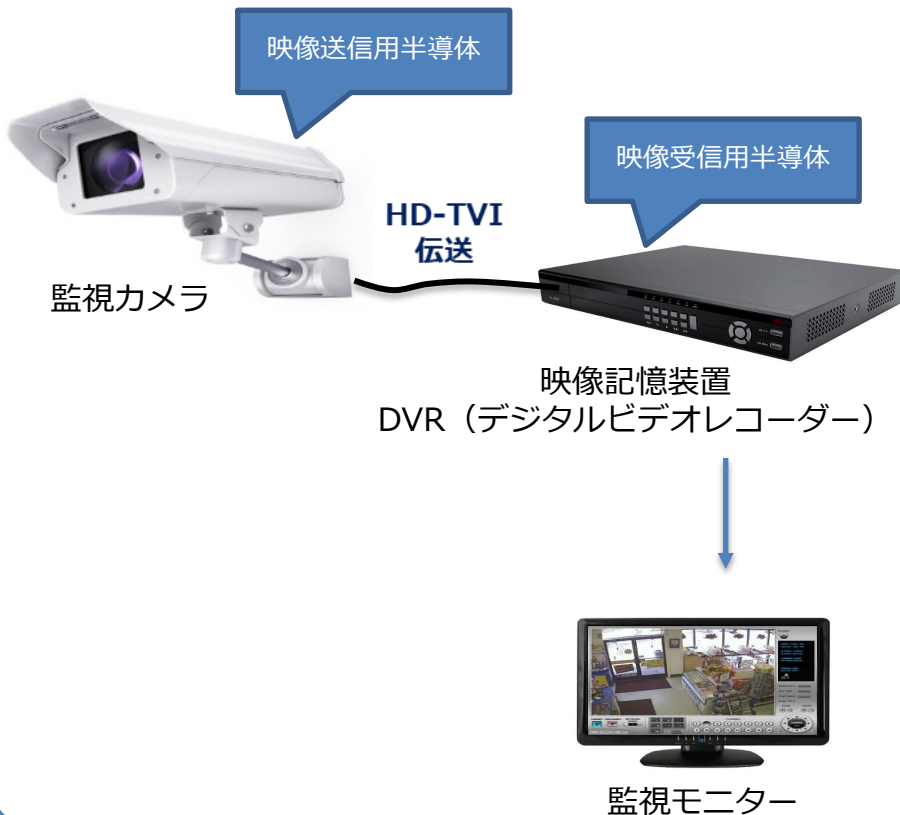 映像送信用半導体
映像受信用半導体
HD-TVI
伝送
監視カメラ
映像記憶装置
DVR（デジタルビデオレコーダー）
監視モニター